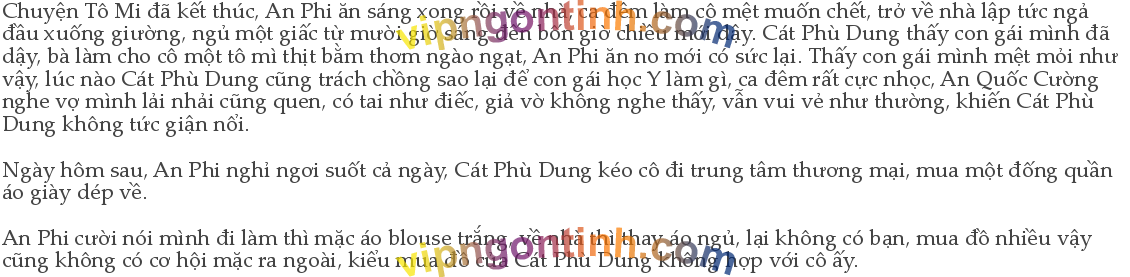 Chuyện Tô Mi đã kết thúc, An Phi ăn sáng xong rồi về nhà, ca đêm làm cô mệt muốn chết, trở về nhà lập tức ngả
đầu xuống giường, ngủ một giấc từ mười giờ sáng đến bốn giờ chiều mới dậy. Cát Phù Dung thấy con gái mình đã
dậy, bà làm cho cô một tô mì thịt bằm thơm ngào ngạt, An Phi ăn no mới có sức lại. Thấy con gái mình mệt mỏi như
vậy, lúc nào Cát Phù Dung cũng trách chồng sao lại để con gái học Y làm gì, ca đêm rất cực nhọc, An Quốc Cường
nghe vợ mình lải nhải cũng quen, có tai như điếc, giả vờ không nghe thấy, vẫn vui vẻ như thường, khiến Cát Phù
Dung không tức giận nổi.
Ngày hôm sau, An Phi nghỉ ngơi suốt cả ngày, Cát Phù Dung kéo cô đi trung tâm thương mại, mua một đống quần
áo giày dép về.
An Phi cười nói mình đi làm thì mặc áo blouse trắng, về nhà thì thay áo ngủ, lại không có bạn, mua đồ nhiều vậy
cũng không có cơ hội mặc ra ngoài, kiểu mua đồ của Cát Phù Dung không hợp với cô ấy.
vipngontinh.com
vipngontinh.com